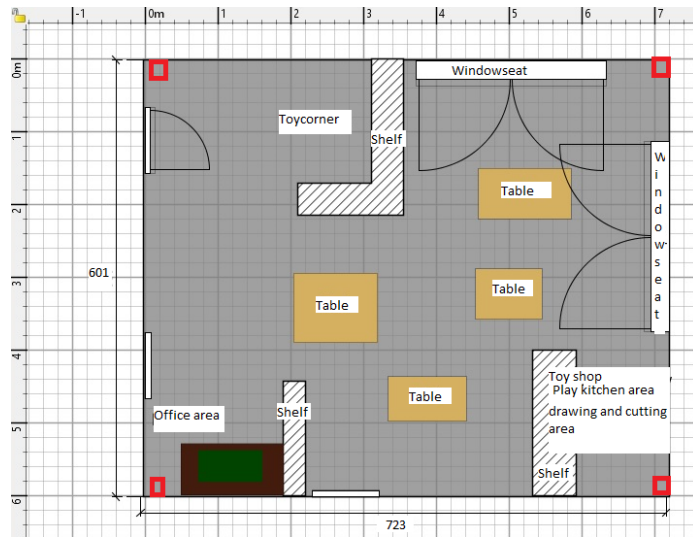 -1 0m 1 2 3 4 5 6 7
0m
1
2
3
4
5
6
Windowseat
Toycorner
Shelf
Windowseat
Table
Table
Table
601
Table
Office area
Shelf
Toy shop
Play kitchen area
drawing and cutting
area
Shelf
723